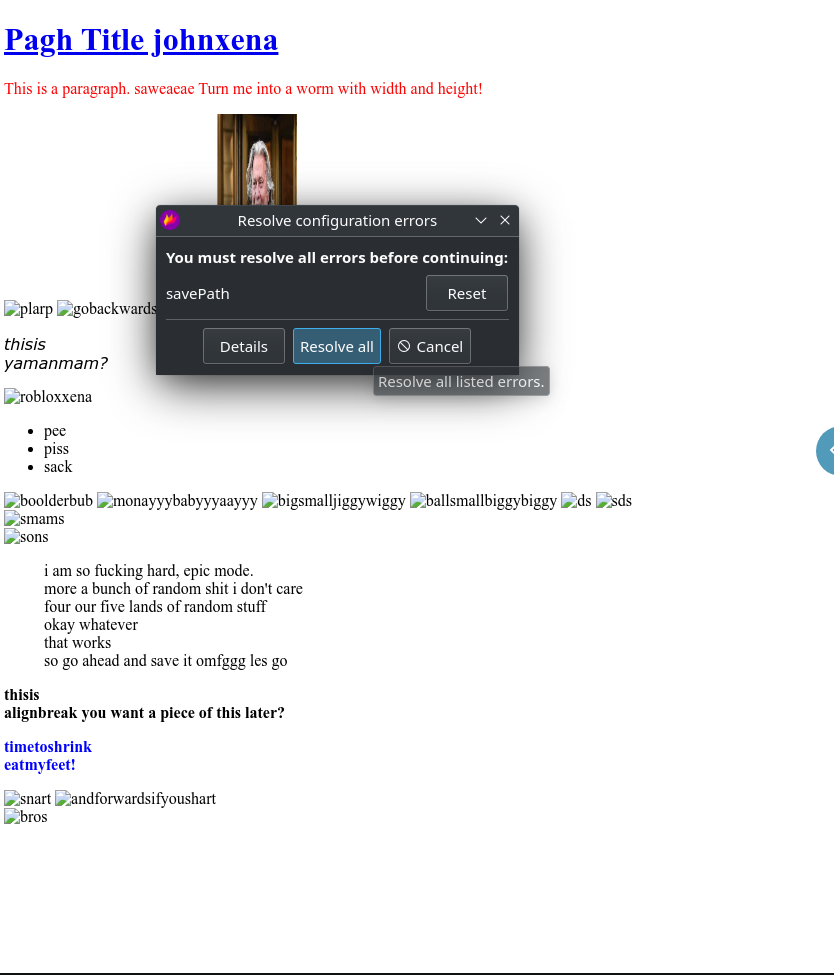 Pagh Title johnxena
This is a paragraph. saweaeae Turn me into a worm with width and height!
Resolve configuration errors
You must resolve all errors before continuing:
savePath
Reset
Details
Resolve all
Cancel
Resolve all listed errors.
plarp gobackwards
thisis
yamanmam?
robloxxena
• pee
• piss
• sack
boolderbub monayyybabyyyaayyy bigsmalljiggywiggy ballsmallbiggybiggy ds sds
smams
sons
i am so fucking hard, epic mode.
more a bunch of random shit i don't care
four our five lands of random stuff
okay whatever
that works
so go ahead and save it omfggg les go
thisis
alignbreak you want a piece of this later?
timetoshrink
eatmyfeet!
snart andforwardsifyoushart
bros